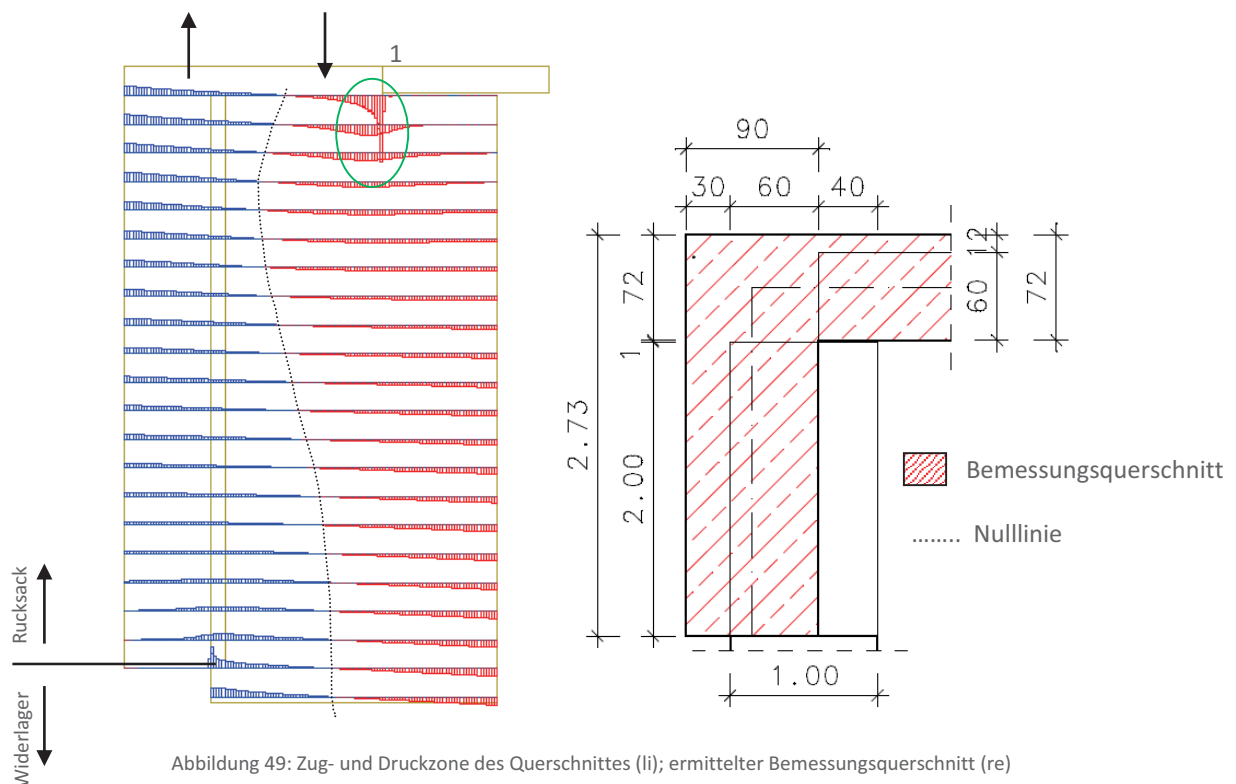 1
Rucksack
Widerlager
90
30 60 40
72
1
2.73
2.00
12
60
72
1.00
Bemessungsquerschnitt
........ Nulllinie
Abbildung 49: Zug- und Druckzone des Querschnittes (li); ermittelter Bemessungsquerschnitt (re)